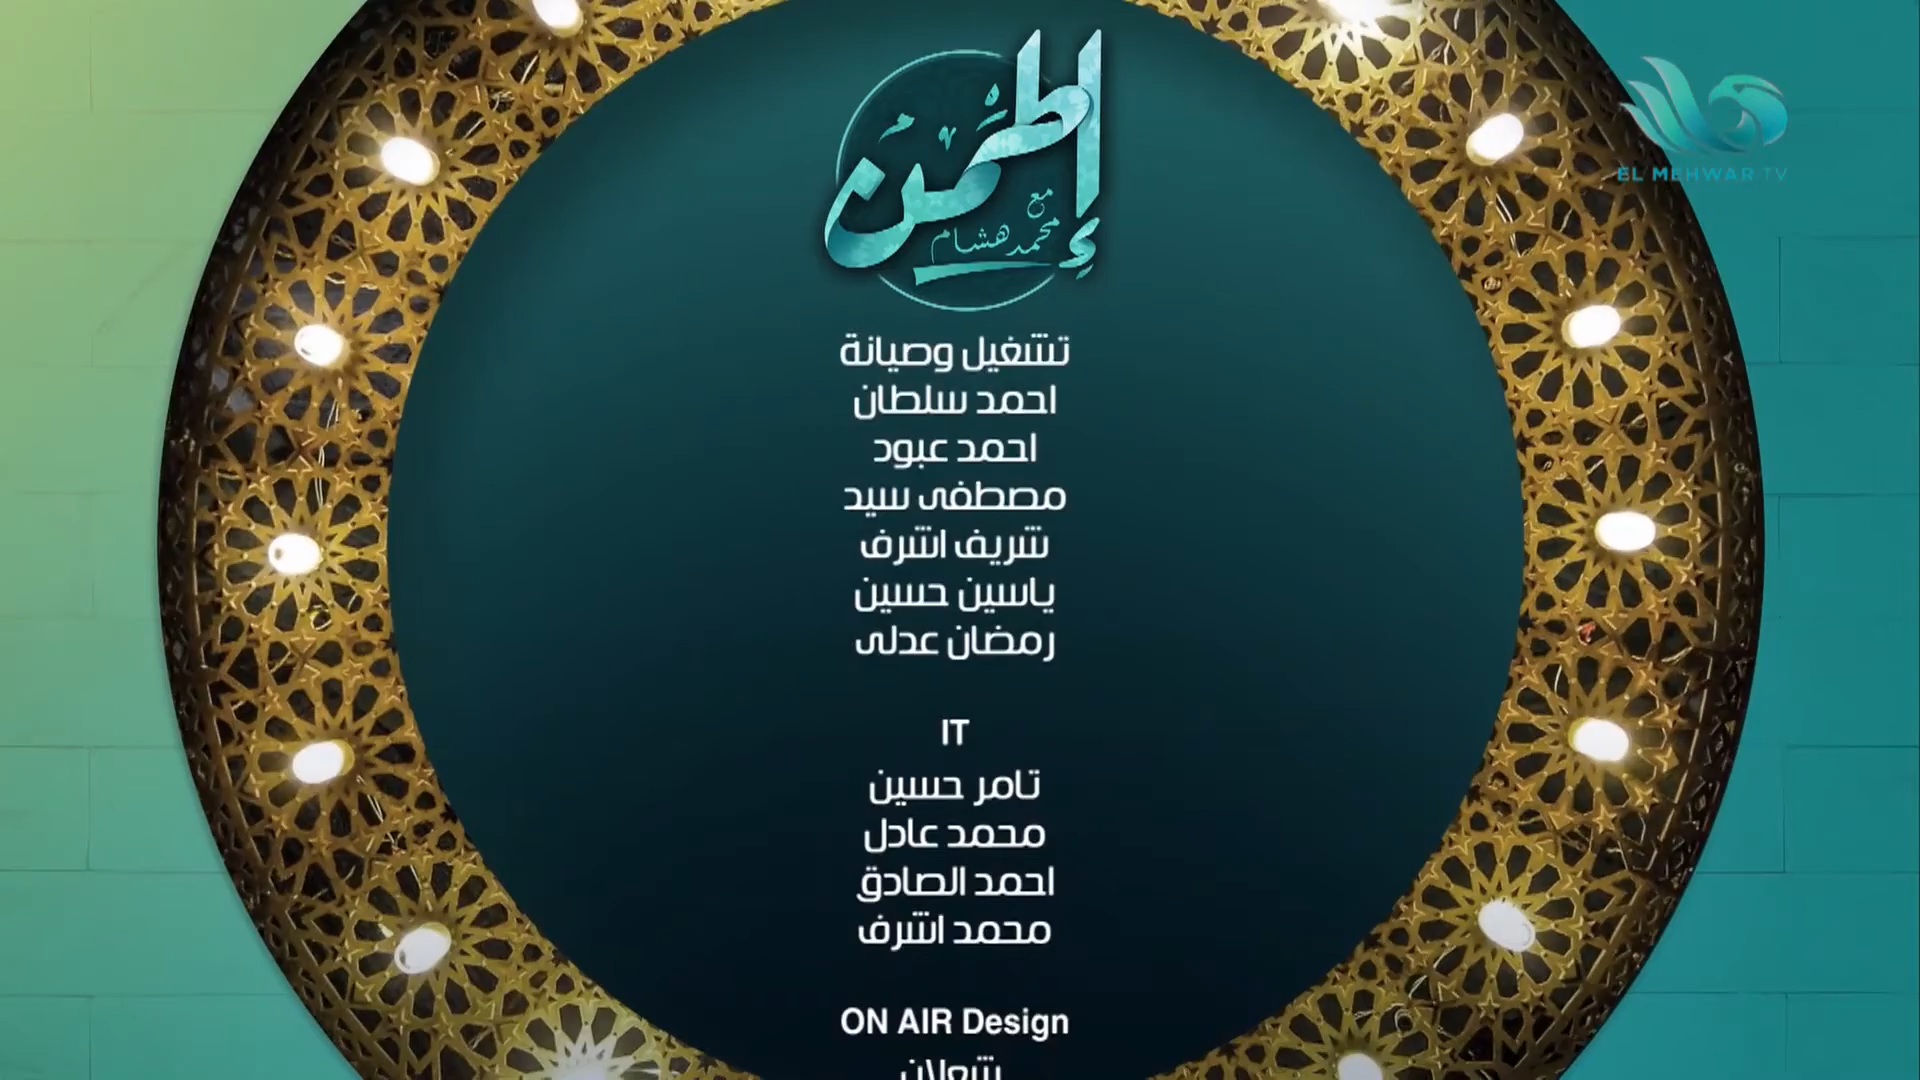 إطمن
مع
محمد هشام
EL MEHWAR TV
تشغيل وصيانة
احمد سلطان
احمد عبود
مصطفى سيد
شريف اشرف
ياسين حسين
رمضان عدلى
IT
تامر حسين
محمد عادل
احمد الصادق
محمد اشرف
ON AIR Design
شعلان